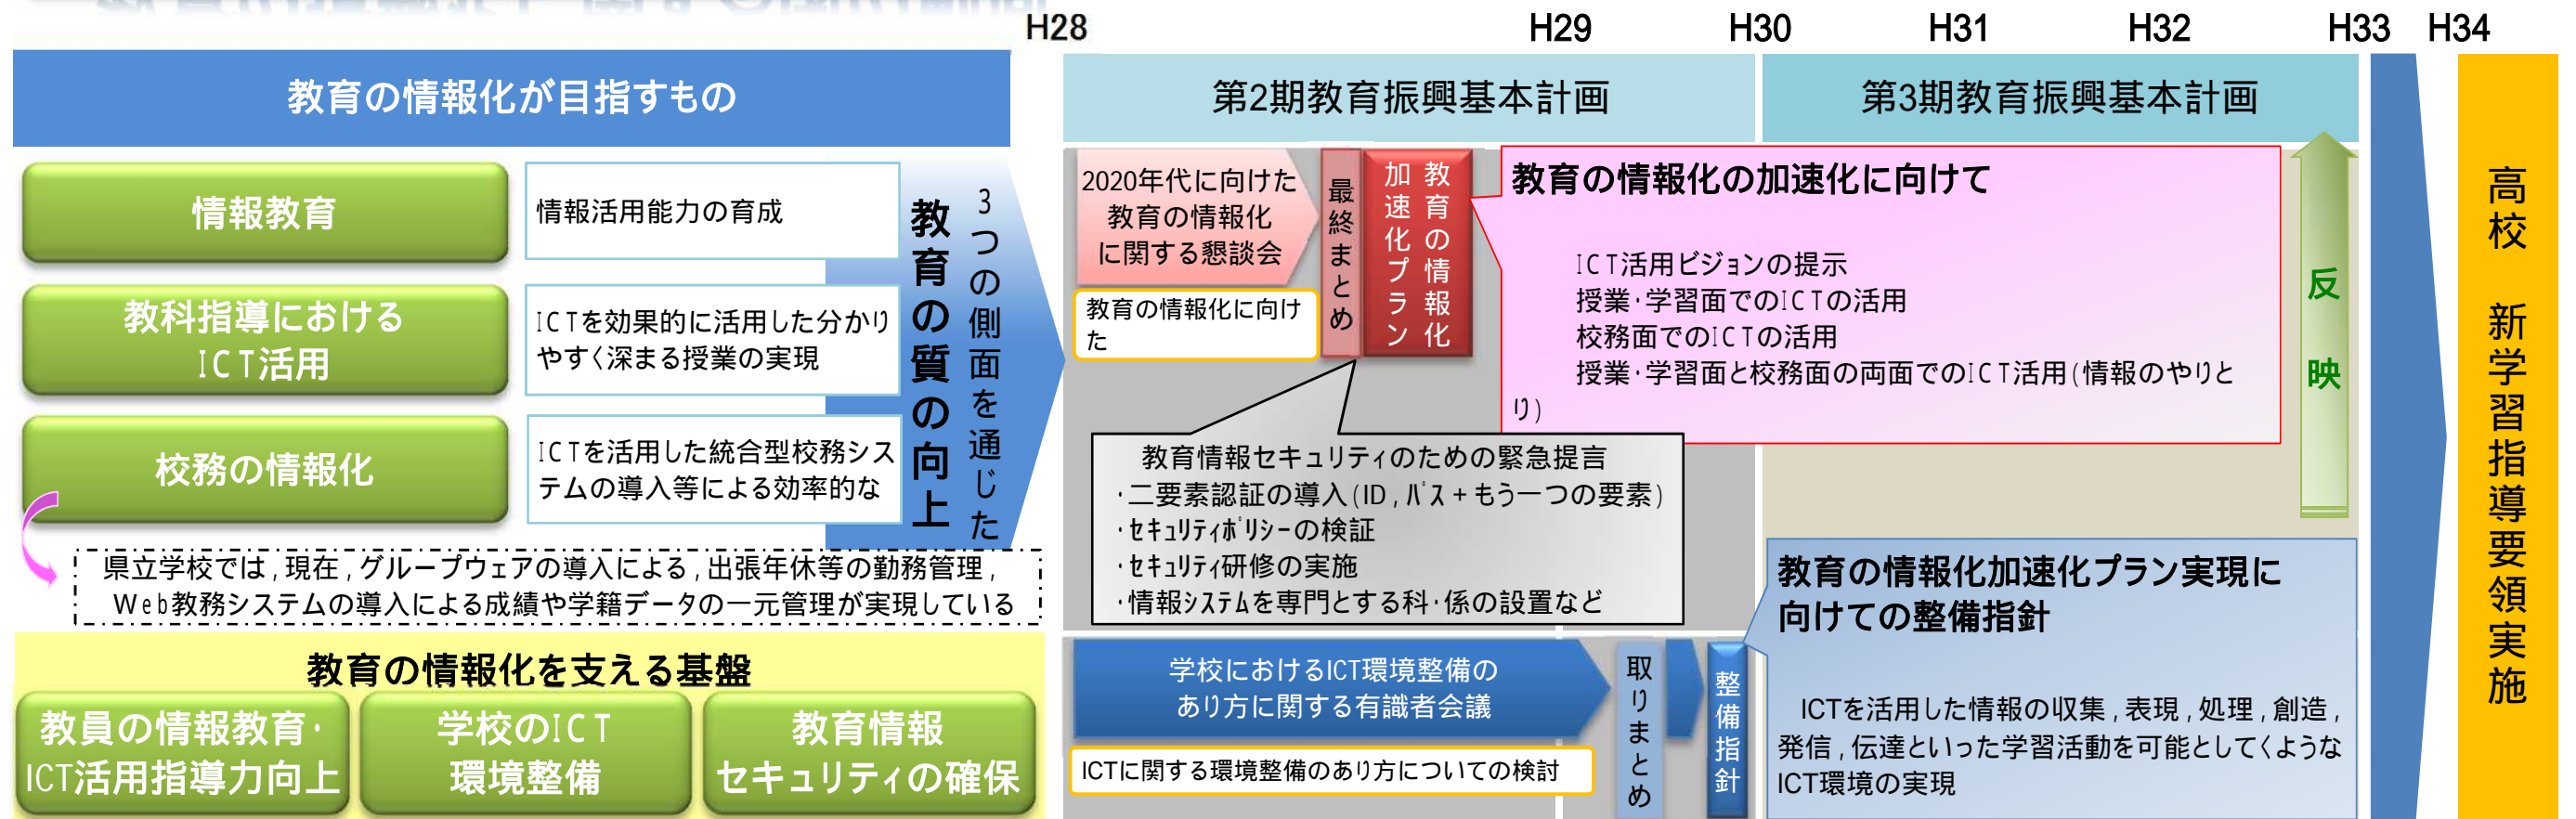 H28
H29
H30
H31
H32
H33
H34
教育の情報化が目指すもの
情報教育
情報活用能力の育成
教科指導における
ICT活用
ICTを効果的に活用した分かり
やすく深まる授業の実現
校務の情報化
ICTを活用した統合型校務シス
テムの導入等による効率的な
3つの側面を通じた
教育の質の向上
県立学校では,現在,グループウェアの導入による,出張年休等の勤務管理,
Web教務システムの導入による成績や学籍データの一元管理が実現している
教育の情報化を支える基盤
教員の情報教育・
ICT活用指導力向上
学校のICT
環境整備
教育情報
セキュリティの確保
第2期教育振興基本計画
第3期教育振興基本計画
2020年代に向けた
教育の情報化
に関する懇談会
教育の情報化に向け
た
最終まとめ
教育の情報化
加速化プラン
教育の情報化の加速化に向けて
ICT活用ビジョンの提示
授業・学習面でのICTの活用
校務面でのICTの活用
授業・学習面と校務面の両面でのICT活用(情報のやりと
り)
反映
教育情報セキュリティのための緊急提言
・二要素認証の導入(ID,パス+もう一つの要素)
・セキュリティポリシーの検証
・セキュリティ研修の実施
・情報システムを専門とする科・係の設置など
学校におけるICT環境整備の
あり方に関する有識者会議
ICTに関する環境整備のあり方についての検討
取りまとめ
整備指針
教育の情報化加速化プラン実現に
向けての整備指針
ICTを活用した情報の収集,表現,処理,創造,
発信,伝達といった学習活動を可能としてくような
ICT環境の実現
高校 新学習指導要領実施